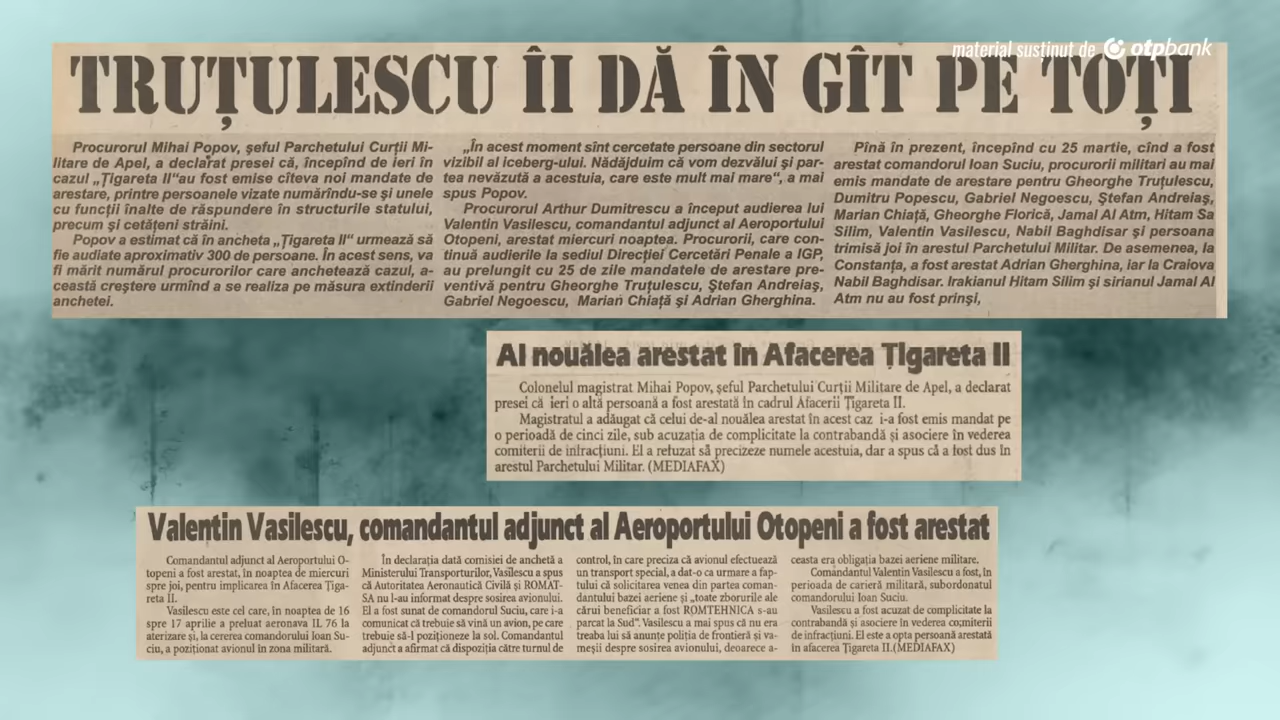 material susținut de otpbank
TRUȚULESCU ÎI DĂ ÎN GÎT PE TOȚI
Procurorul Mihai Popov, șeful Parchetului Curții Mi-
litare de Apel, a declarat presei că, începînd de ieri în
cazul „Țigareta II“au fost emise cîteva noi mandate de
arestare, printre persoanele vizate numărîndu-se și unele
cu funcții înalte de răspundere în structurile statului,
precum și cetățeni străini.
Popov a estimat că în ancheta „Țigareta II“ urmează să
fie audiate aproximativ 300 de persoane. În acest sens, va
fi mărit numărul procurorilor care anchetează cazul, a-
ceastă creștere urmînd a se realiza pe măsura extinderii
anchetei.
„În acest moment sînt cercetate persoane din sectorul
vizibil al iceberg-ului. Nădăjduim că vom dezvălui și par-
tea nevăzută a acestuia, care este mult mai mare“, a mai
spus Popov.
Procurorul Arthur Dumitrescu a început audierea lui
Valentin Vasilescu, comandantul adjunct al Aeroportului
Otopeni, arestat miercuri noaptea. Procurorii, care con-
tinuă audierile la sediul Direcției Cercetări Penale a IGP,
au prelungit cu 25 de zile mandatele de arestare pre-
ventivă pentru Gheorghe Truțulescu, Ștefan Andreiaș,
Gabriel Negoescu, Marian Chiață și Adrian Gherghina.
Pînă în prezent, începînd cu 25 martie, cînd a fost
arestat comandorul Ioan Suciu, procurorii militari au mai
emis mandate de arestare pentru Gheorghe Truțulescu,
Dumitru Popescu, Gabriel Negoescu, Ștefan Andreiaș,
Marian Chiață, Gheorghe Florică, Jamal Al Atm, Hitam Sa
Silim, Valentin Vasilescu, Nabil Baghdisar și persoana
trimisă joi în arestul Parchetului Militar. De asemenea, la
Constanța, a fost arestat Adrian Gherghina, iar la Craiova
Nabil Baghdisar. Irakianul Hitam Silim și sirianul Jamal Al
Atm nu au fost prinși,
Al nouălea arestat în Afacerea Țigareta II
Colonelul magistrat Mihai Popov, șeful Parchetului Curții Militare de Apel, a declarat
presei că ieri o altă persoană a fost arestată în cadrul Afacerii Țigareta II.
Magistratul a adăugat că celui de-al nouălea arestat în acest caz i-a fost emis mandat pe
o perioadă de cinci zile, sub acuzația de complicitate la contrabandă și asociere în vederea
comiterii de infracțiuni. El a refuzat să precizeze numele acestuia, dar a spus că a fost dus în
arestul Parchetului Militar. (MEDIAFAX)
Valentin Vasilescu, comandantul adjunct al Aeroportului Otopeni a fost arestat
Comandantul adjunct al Aeroportului O-
topeni a fost arestat, în noaptea de miercuri
spre joi, pentru implicarea în Afacerea Țiga-
reta II.
Vasilescu este cel care, în noaptea de 16
spre 17 aprilie a preluat aeronava IL 76 la
aterizare și, la cererea comandorului Ioan Su-
ciu, a poziționat avionul în zona militară.
În declarația dată comisiei de anchetă a
Ministerului Transporturilor, Vasilescu a spus
că Autoritatea Aeronautică Civilă și ROMAT-
SA nu l-au informat despre sosirea avionului.
El a fost sunat de comandorul Suciu, care i-a
comunicat că trebuie să vină un avion, pe care
trebuie să-l poziționeze la sol. Comandantul
adjunct a afirmat că dispoziția către turnul de
control, în care preciza că avionul efectuează
un transport special, a dat-o ca urmare a fap-
tului că solicitarea venea din partea coman-
dantului bazei aeriene și „toate zborurile ale
cărui beneficiar a fost ROMTEHNICA s-au
parcat la Sud“. Vasilescu a mai spus că nu era
treaba lui să anunțe poliția de frontieră și va-
meșii despre sosirea avionului, deoarece a-
ceasta era obligația bazei aeriene militare.
Comandantul Valentin Vasilescu a fost, în
perioada de carieră militară, subordonatul
comandorului Ioan Suciu.
Vasilescu a fost acuzat de complicitate la
contrabandă și asociere în vederea comiterii
de infracțiuni. El este a opta persoană arestată
în afacerea Țigareta II.(MEDIAFAX)